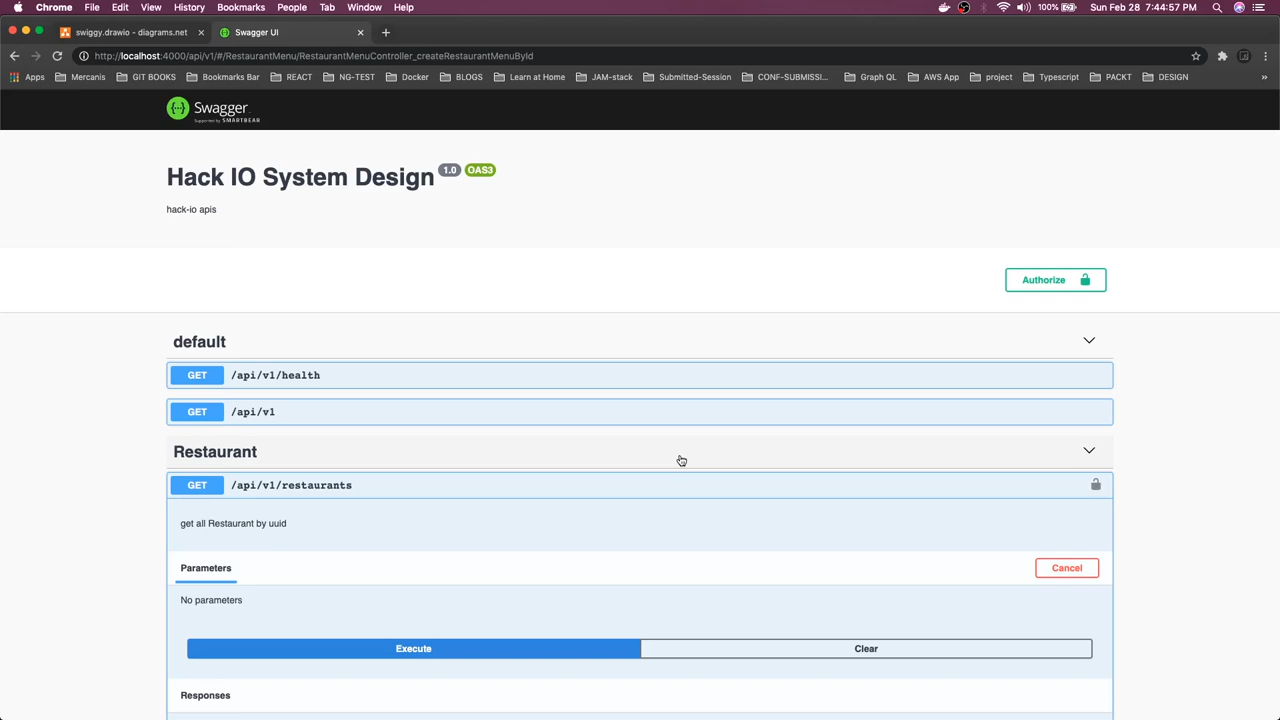 Chrome File Edit View History Bookmarks People Tab Window Help 100% Sun Feb 28 7:44:57 PM
swiggy.drawio - diagrams.net Swagger UI
http://localhost:4000/api/v1/#/RestaurantMenu/RestaurantMenuController_createRestaurantMenuById
Apps Mercanis GIT BOOKS Bookmarks Bar REACT NG-TEST Docker BLOGS Learn at Home JAM-stack Submitted-Session CONF-SUBMISSI... Graph QL AWS App project Typescript PACKT DESIGN »
Swagger
Supported by SMARTBEAR
Hack IO System Design 1.0 OAS3
hack-io apis
Authorize
default
GET /api/v1/health
GET /api/v1
Restaurant
GET /api/v1/restaurants
get all Restaurant by uuid
Parameters Cancel
No parameters
Execute Clear
Responses